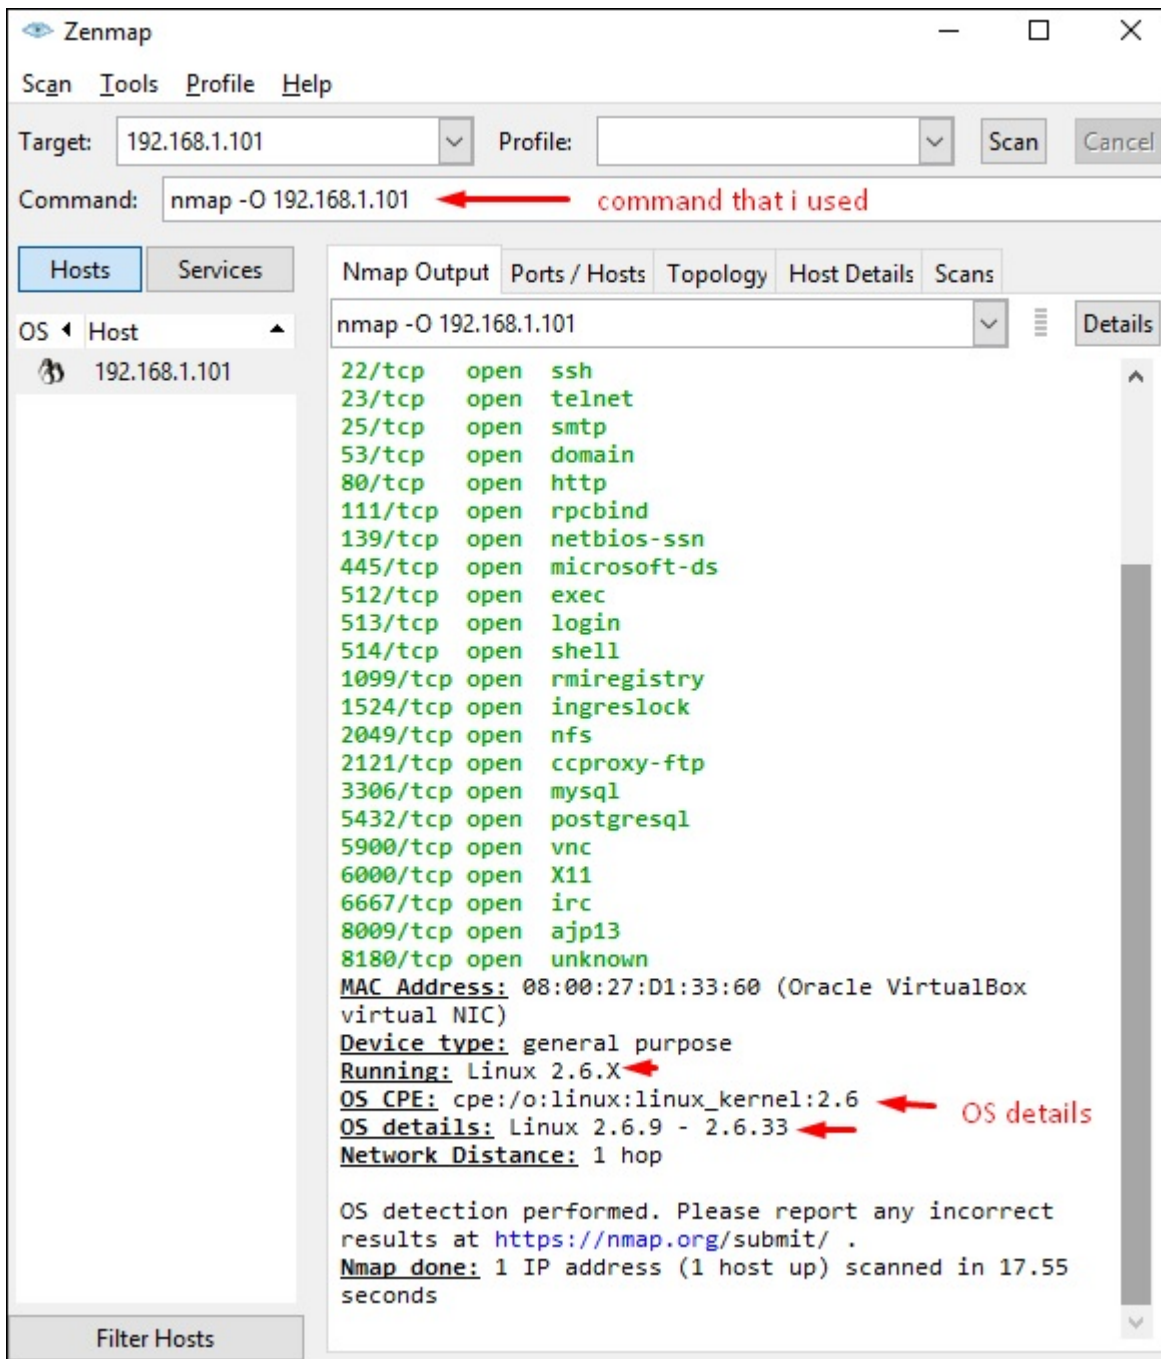 Zenmap
Scan Tools Profile Help
Target: 192.168.1.101 Profile: Scan Cancel
Command: nmap -O 192.168.1.101 command that i used
Hosts Services
Nmap Output Ports / Hosts Topology Host Details Scans
OS Host
nmap -O 192.168.1.101 Details
192.168.1.101
22/tcp open ssh
23/tcp open telnet
25/tcp open smtp
53/tcp open domain
80/tcp open http
111/tcp open rpcbind
139/tcp open netbios-ssn
445/tcp open microsoft-ds
512/tcp open exec
513/tcp open login
514/tcp open shell
1099/tcp open rmiregistry
1524/tcp open ingreslock
2049/tcp open nfs
2121/tcp open ccproxy-ftp
3306/tcp open mysql
5432/tcp open postgresql
5900/tcp open vnc
6000/tcp open X11
6667/tcp open irc
8009/tcp open ajp13
8180/tcp open unknown
MAC Address: 08:00:27:D1:33:60 (Oracle VirtualBox
virtual NIC)
Device type: general purpose
Running: Linux 2.6.X
OS CPE: cpe:/o:linux:linux_kernel:2.6
OS details
OS details: Linux 2.6.9 - 2.6.33
Network Distance: 1 hop
OS detection performed. Please report any incorrect
results at https://nmap.org/submit/ .
Nmap done: 1 IP address (1 host up) scanned in 17.55
seconds
Filter Hosts